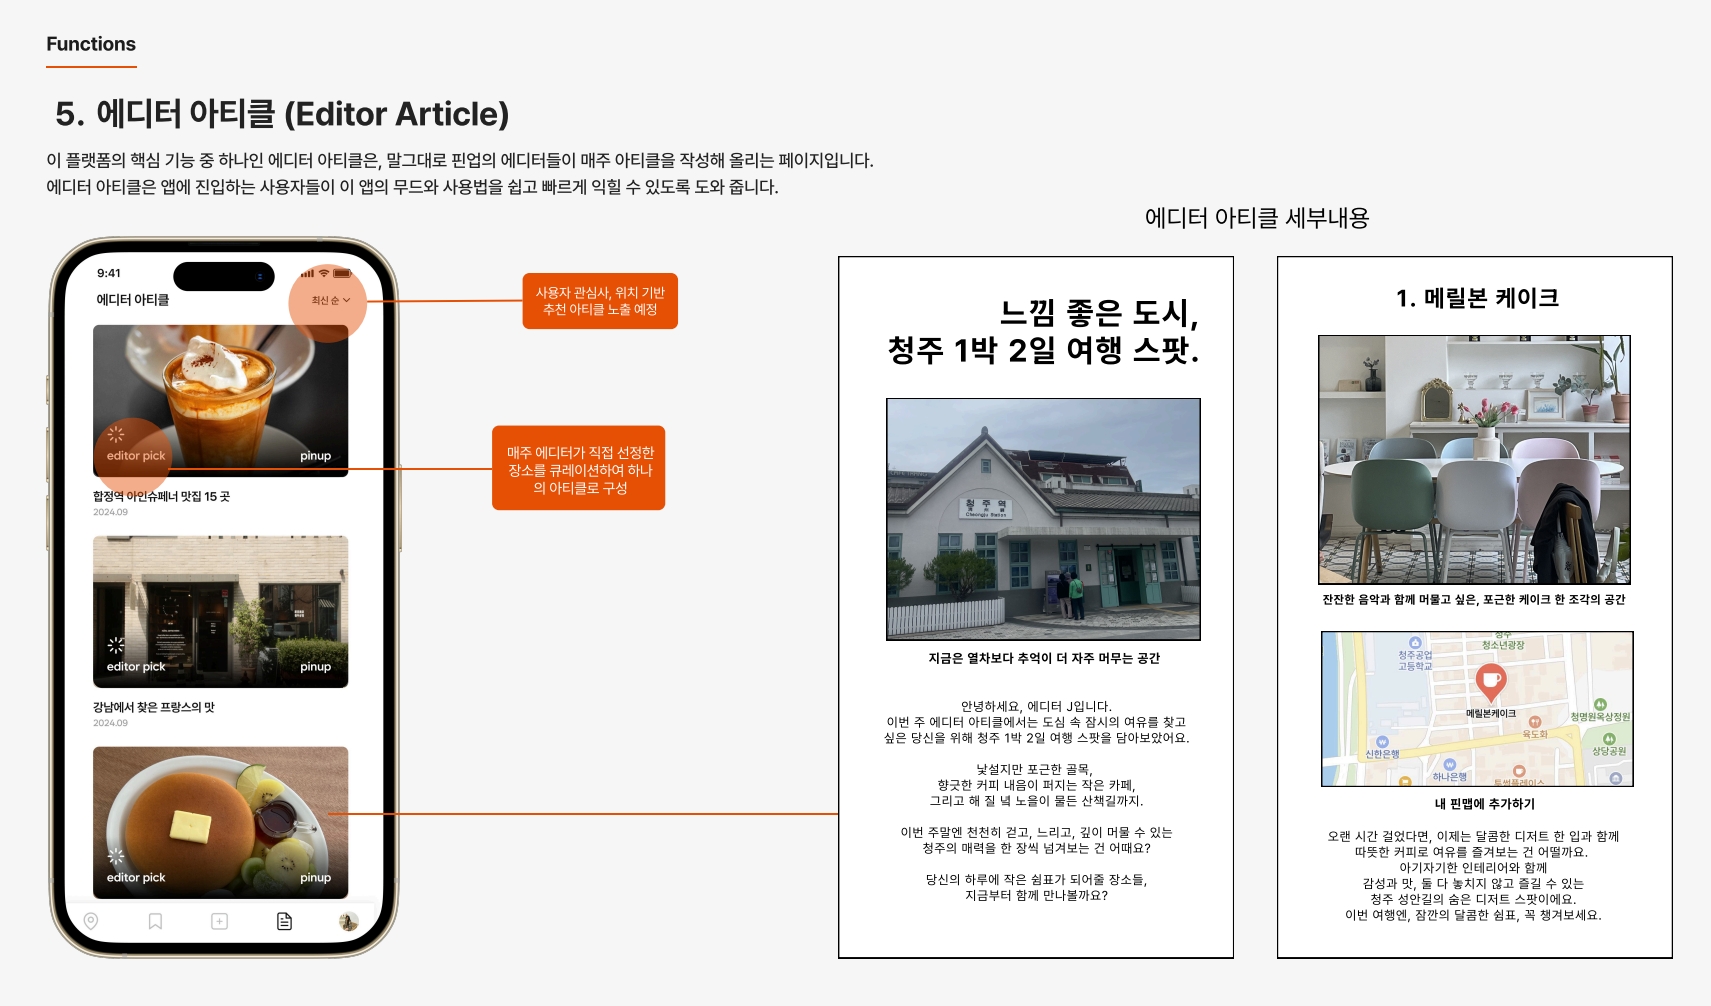 Functions
5. 에디터 아티클 (Editor Article)
이 플랫폼의 핵심 기능 중 하나인 에디터 아티클은, 말그대로 핀업의 에디터들이 매주 아티클을 작성해 올리는 페이지입니다.
에디터 아티클은 앱에 진입하는 사용자들이 이 앱의 무드와 사용법을 쉽고 빠르게 익힐 수 있도록 도와 줍니다.
9:41
에디터 아티클
최신 순
editor pick
pinup
합정역 아인슈페너 맛집 15 곳
2024.09
editor pick
pinup
강남에서 찾은 프랑스의 맛
2024.09
editor pick
pinup
사용자 관심사, 위치 기반
추천 아티클 노출 예정
매주 에디터가 직접 선정한
장소를 큐레이션하여 하나
의 아티클로 구성
에디터 아티클 세부내용
느낌 좋은 도시,
청주 1박 2일 여행 스팟.
청주역
Cheongju Station
지금은 열차보다 추억이 더 자주 머무는 공간
안녕하세요, 에디터 J입니다.
이번 주 에디터 아티클에서는 도심 속 잠시의 여유를 찾고
싶은 당신을 위해 청주 1박 2일 여행 스팟을 담아보았어요.
낯설지만 포근한 골목,
향긋한 커피 내음이 퍼지는 작은 카페,
그리고 해 질 녘 노을이 물든 산책길까지.
이번 주말엔 천천히 걷고, 느리고, 깊이 머물 수 있는
청주의 매력을 한 장씩 넘겨보는 건 어때요?
당신의 하루에 작은 쉼표가 되어줄 장소들,
지금부터 함께 만나볼까요?
1. 메릴본 케이크
잔잔한 음악과 함께 머물고 싶은, 포근한 케이크 한 조각의 공간
청주
청소년광장
청주공업
고등학교
메릴본케이크
청명원옥상정원
육도화
상당공원
신한은행
하나은행
투썸플레이스
내 핀맵에 추가하기
오랜 시간 걸었다면, 이제는 달콤한 디저트 한 입과 함께
따뜻한 커피로 여유를 즐겨보는 건 어떨까요.
아기자기한 인테리어와 함께
감성과 맛, 둘 다 놓치지 않고 즐길 수 있는
청주 성안길의 숨은 디저트 스팟이에요.
이번 여행엔, 잠깐의 달콤한 쉼표, 꼭 챙겨보세요.